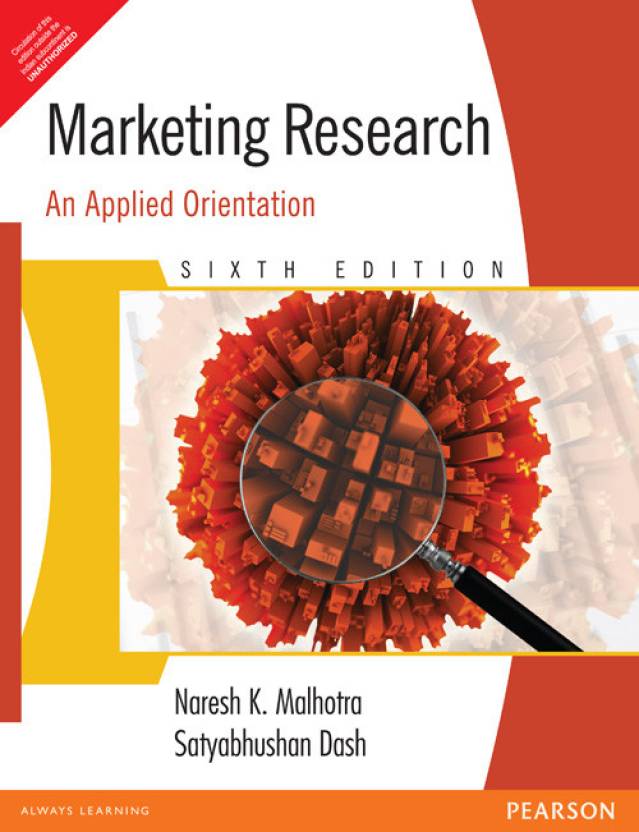 Circulation of this
edition outside the
Indian subcontinent is
UNAUTHORIZED
Marketing Research
An Applied Orientation
SIXTH EDITION
Naresh K. Malhotra
Satyabhushan Dash
ALWAYS LEARNING
PEARSON